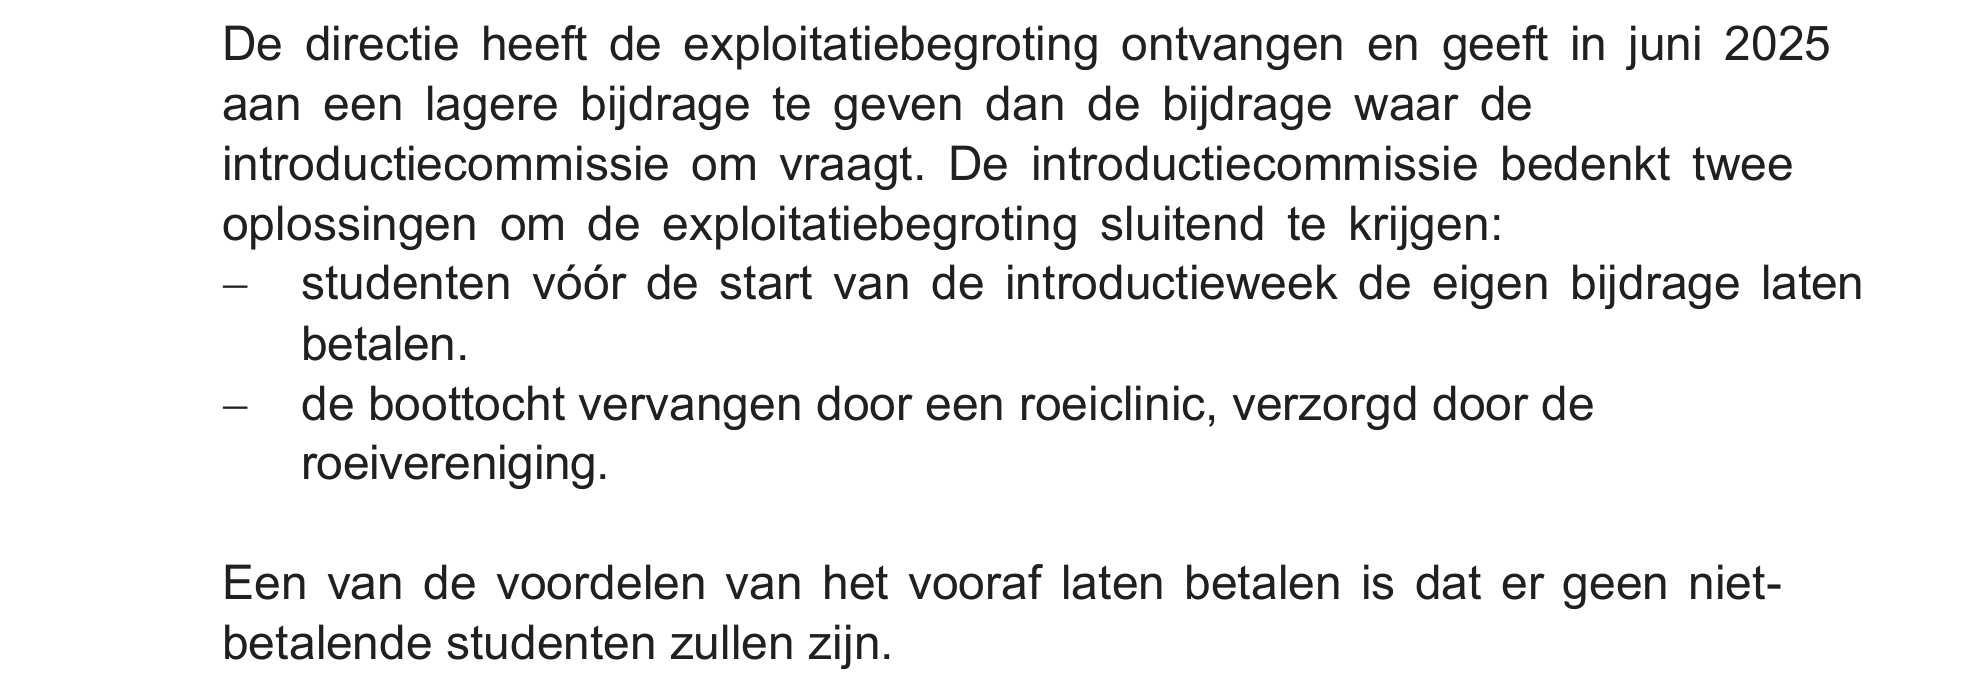 De directie heeft de exploitatiebegroting ontvangen en geeft in juni 2025
aan een lagere bijdrage te geven dan de bijdrage waar de
introductiecommissie om vraagt. De introductiecommissie bedenkt twee
oplossingen om de exploitatiebegroting sluitend te krijgen:
– studenten vóór de start van de introductieweek de eigen bijdrage laten
betalen.
– de boottocht vervangen door een roeiclinic, verzorgd door de
roeivereniging.
Een van de voordelen van het vooraf laten betalen is dat er geen niet-
betalende studenten zullen zijn.